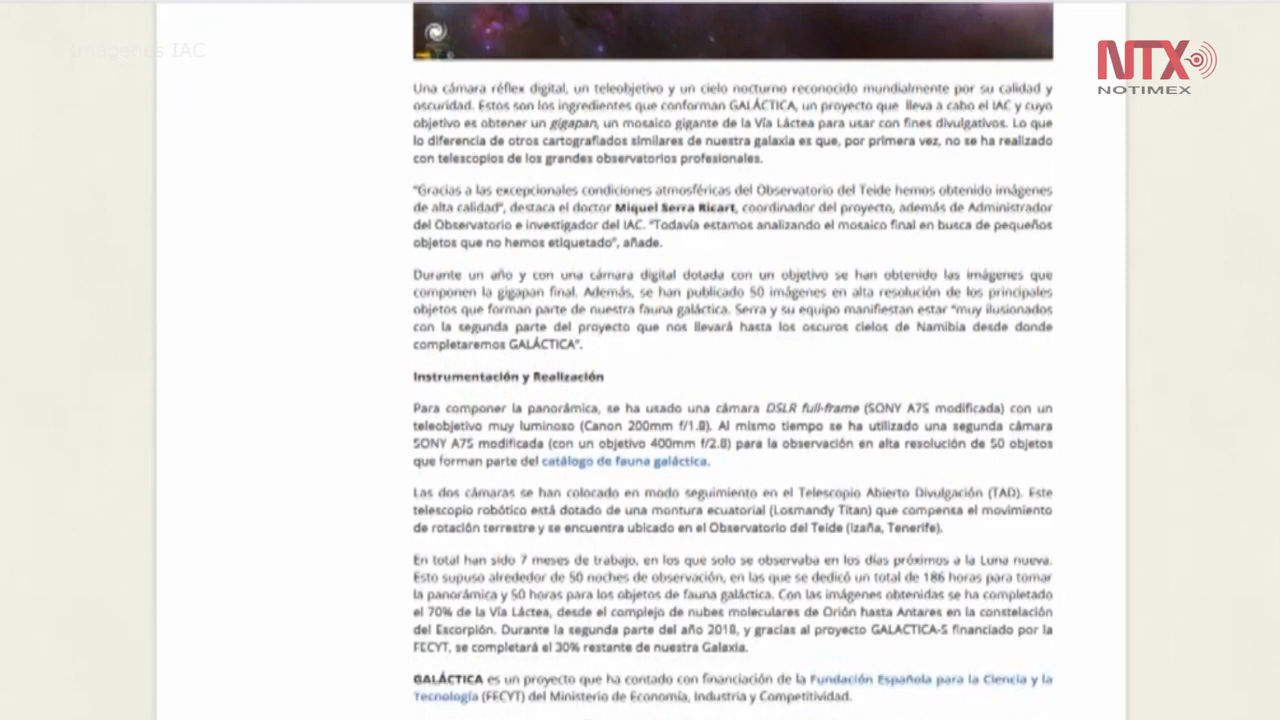 Imágenes IAC
NTX
NOTIMEX
Una cámara réflex digital, un teleobjetivo y un cielo nocturno reconocido mundialmente por su calidad y
oscuridad. Estos son los ingredientes que conforman GALÁCTICA, un proyecto que lleva a cabo el IAC y cuyo
objetivo es obtener un gigapan, un mosaico gigante de la Vía Láctea para usar con fines divulgativos. Lo que
lo diferencia de otros cartografiados similares de nuestra galaxia es que, por primera vez, no se ha realizado
con telescopios de los grandes observatorios profesionales.
"Gracias a las excepcionales condiciones atmosféricas del Observatorio del Teide hemos obtenido imágenes
de alta calidad", destaca el doctor Miquel Serra Ricart, coordinador del proyecto, además de Administrador
del Observatorio e investigador del IAC. "Todavía estamos analizando el mosaico final en busca de pequeños
objetos que no hemos etiquetado", añade.
Durante un año y con una cámara digital dotada con un objetivo se han obtenido las imágenes que
componen la gigapan final. Además, se han publicado 50 imágenes en alta resolución de los principales
objetos que forman parte de nuestra fauna galáctica. Serra y su equipo manifiestan estar "muy ilusionados
con la segunda parte del proyecto que nos llevará hasta los oscuros cielos de Namibia desde donde
completaremos GALÁCTICA".
Instrumentación y Realización
Para componer la panorámica, se ha usado una cámara DSLR full-frame (SONY A7S modificada) con un
teleobjetivo muy luminoso (Canon 200mm f/1.8). Al mismo tiempo se ha utilizado una segunda cámara
SONY A7S modificada (con un objetivo 400mm f/2.8) para la observación en alta resolución de 50 objetos
que forman parte del catálogo de fauna galáctica.
Las dos cámaras se han colocado en modo seguimiento en el Telescopio Abierto Divulgación (TAD). Este
telescopio robótico está dotado de una montura ecuatorial (Losmandy Titan) que compensa el movimiento
de rotación terrestre y se encuentra ubicado en el Observatorio del Teide (Izaña, Tenerife).
En total han sido 7 meses de trabajo, en los que solo se observaba en los días próximos a la Luna nueva.
Esto supuso alrededor de 50 noches de observación, en las que se dedicó un total de 186 horas para tomar
la panorámica y 50 horas para los objetos de fauna galáctica. Con las imágenes obtenidas se ha completado
el 70% de la Vía Láctea, desde el complejo de nubes moleculares de Orión hasta Antares en la constelación
del Escorpión. Durante la segunda parte del año 2018, y gracias al proyecto GALACTICA-S financiado por la
FECYT, se completará el 30% restante de nuestra Galaxia.
GALÁCTICA es un proyecto que ha contado con financiación de la Fundación Española para la Ciencia y la
Tecnología (FECYT) del Ministerio de Economía, Industria y Competitividad.